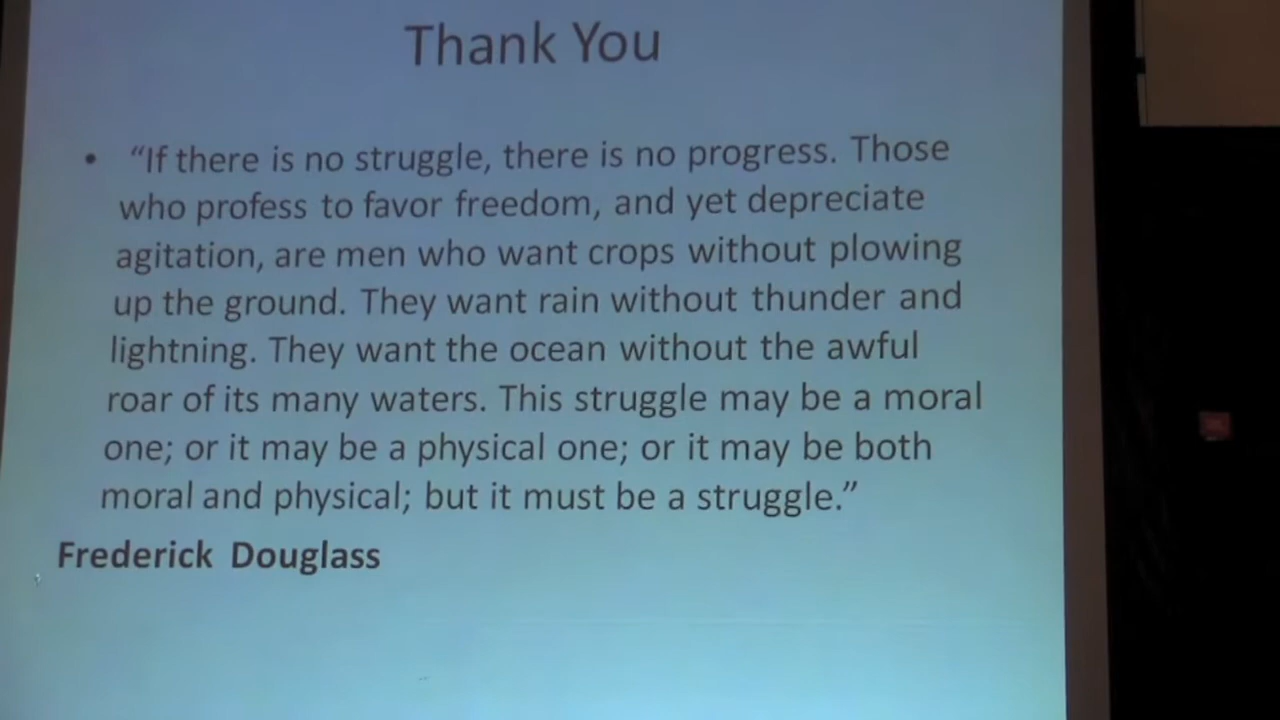 Thank You
• “If there is no struggle, there is no progress. Those
who profess to favor freedom, and yet depreciate
agitation, are men who want crops without plowing
up the ground. They want rain without thunder and
lightning. They want the ocean without the awful
roar of its many waters. This struggle may be a moral
one; or it may be a physical one; or it may be both
moral and physical; but it must be a struggle.”
Frederick Douglass